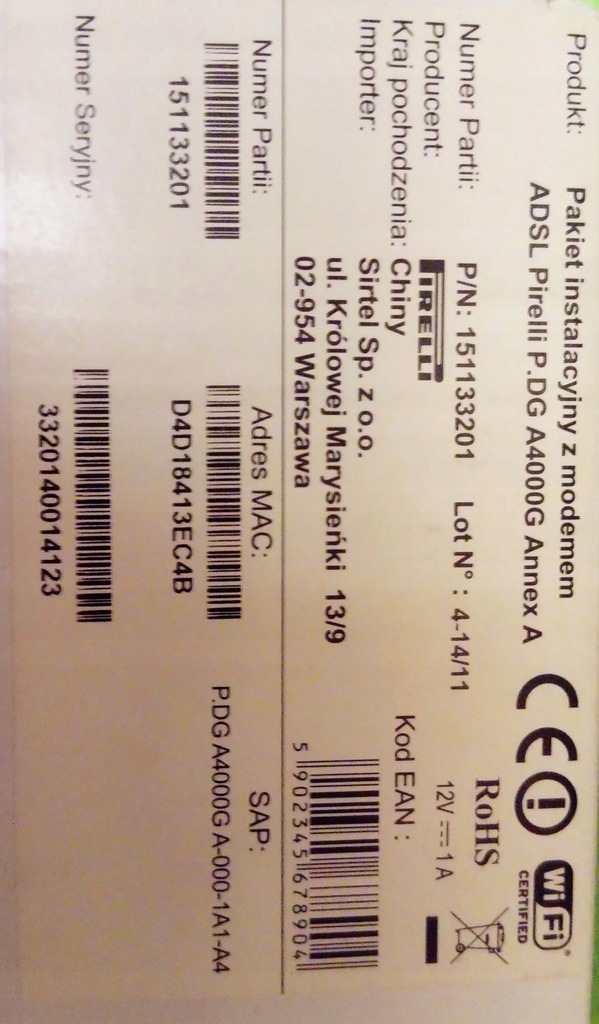 Produkt: Pakiet instalacyjny z modemem
ADSL Pirelli P.DG A4000G Annex A
CE
WiFi
CERTIFIED
Numer Partii: P/N: 151133201 Lot N° : 4-14/11
RoHS
Producent: PIRELLI
12V 1A
Kraj pochodzenia: Chiny
Kod EAN :
Importer: Sirtel Sp. z o.o.
ul. Królowej Marysieńki 13/9
02-954 Warszawa
5 902345 678904
Numer Partii: Adres MAC: SAP:
151133201 D4D18413EC4B P.DG A4000G A-000-1A1-A4
Numer Seryjny:
3320140014123